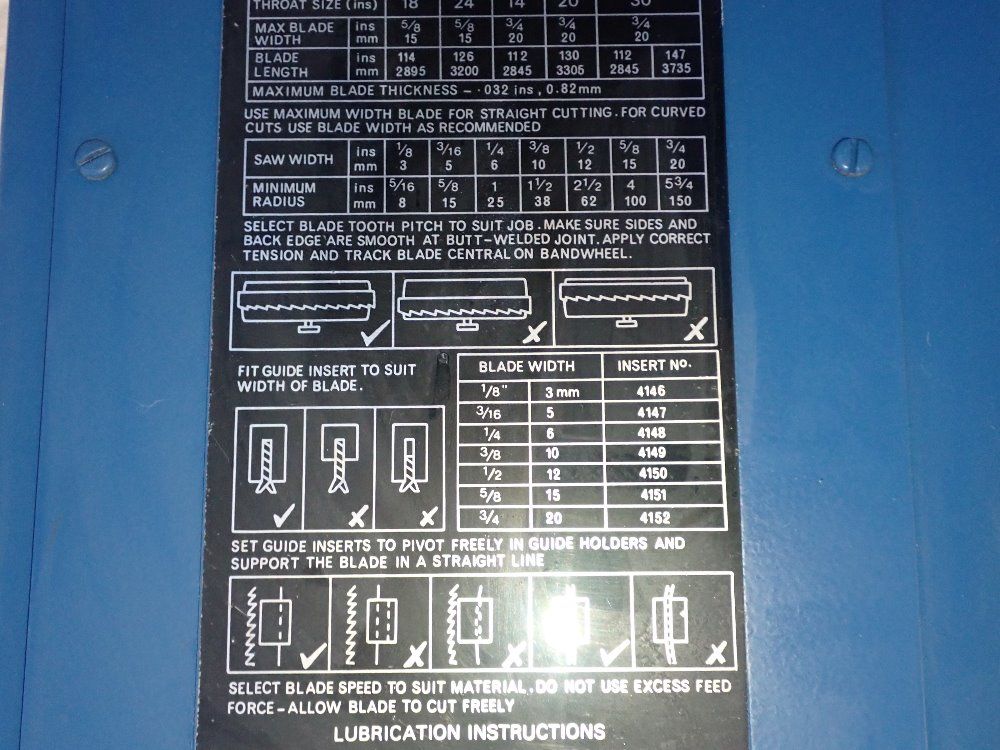 THROAT SIZE (ins) 18 24 14 20 30
MAX BLADE WIDTH ins 5/8 5/8 3/4 3/4 3/4
mm 15 15 20 20 20
BLADE LENGTH ins 114 126 112 130 112 147
mm 2895 3200 2845 3305 2845 3735
MAXIMUM BLADE THICKNESS - ·032 ins, 0.82mm
USE MAXIMUM WIDTH BLADE FOR STRAIGHT CUTTING. FOR CURVED
CUTS USE BLADE WIDTH AS RECOMMENDED
SAW WIDTH ins 1/8 3/16 1/4 3/8 1/2 5/8 3/4
mm 3 5 6 10 12 15 20
MINIMUM RADIUS ins 5/16 5/8 1 1 1/2 2 1/2 4 5 3/4
mm 8 15 25 38 62 100 150
SELECT BLADE TOOTH PITCH TO SUIT JOB. MAKE SURE SIDES AND
BACK EDGE ARE SMOOTH AT BUTT-WELDED JOINT. APPLY CORRECT
TENSION AND TRACK BLADE CENTRAL ON BANDWHEEL.
FIT GUIDE INSERT TO SUIT
WIDTH OF BLADE.
BLADE WIDTH INSERT No.
1/8" 3 mm 4146
3/16 5 4147
1/4 6 4148
3/8 10 4149
1/2 12 4150
5/8 15 4151
3/4 20 4152
SET GUIDE INSERTS TO PIVOT FREELY IN GUIDE HOLDERS AND
SUPPORT THE BLADE IN A STRAIGHT LINE
SELECT BLADE SPEED TO SUIT MATERIAL, DO NOT USE EXCESS FEED
FORCE - ALLOW BLADE TO CUT FREELY
LUBRICATION INSTRUCTIONS